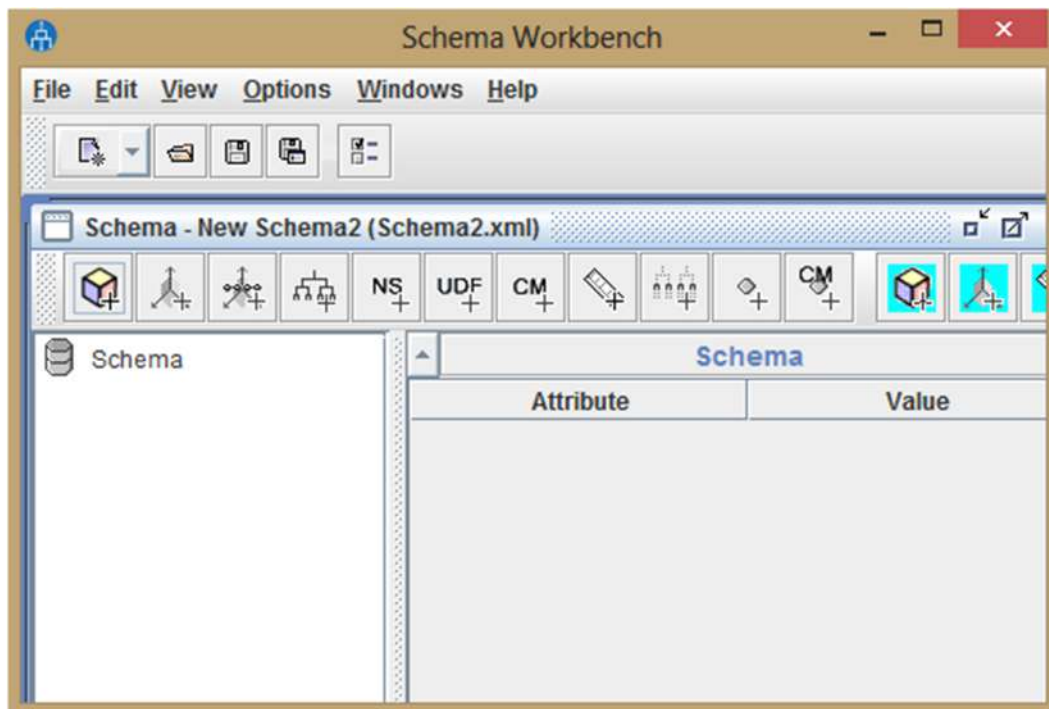 Schema Workbench
File Edit View Options Windows Help
Schema - New Schema2 (Schema2.xml)
NS UDF CM CM
Schema
Schema
Attribute Value